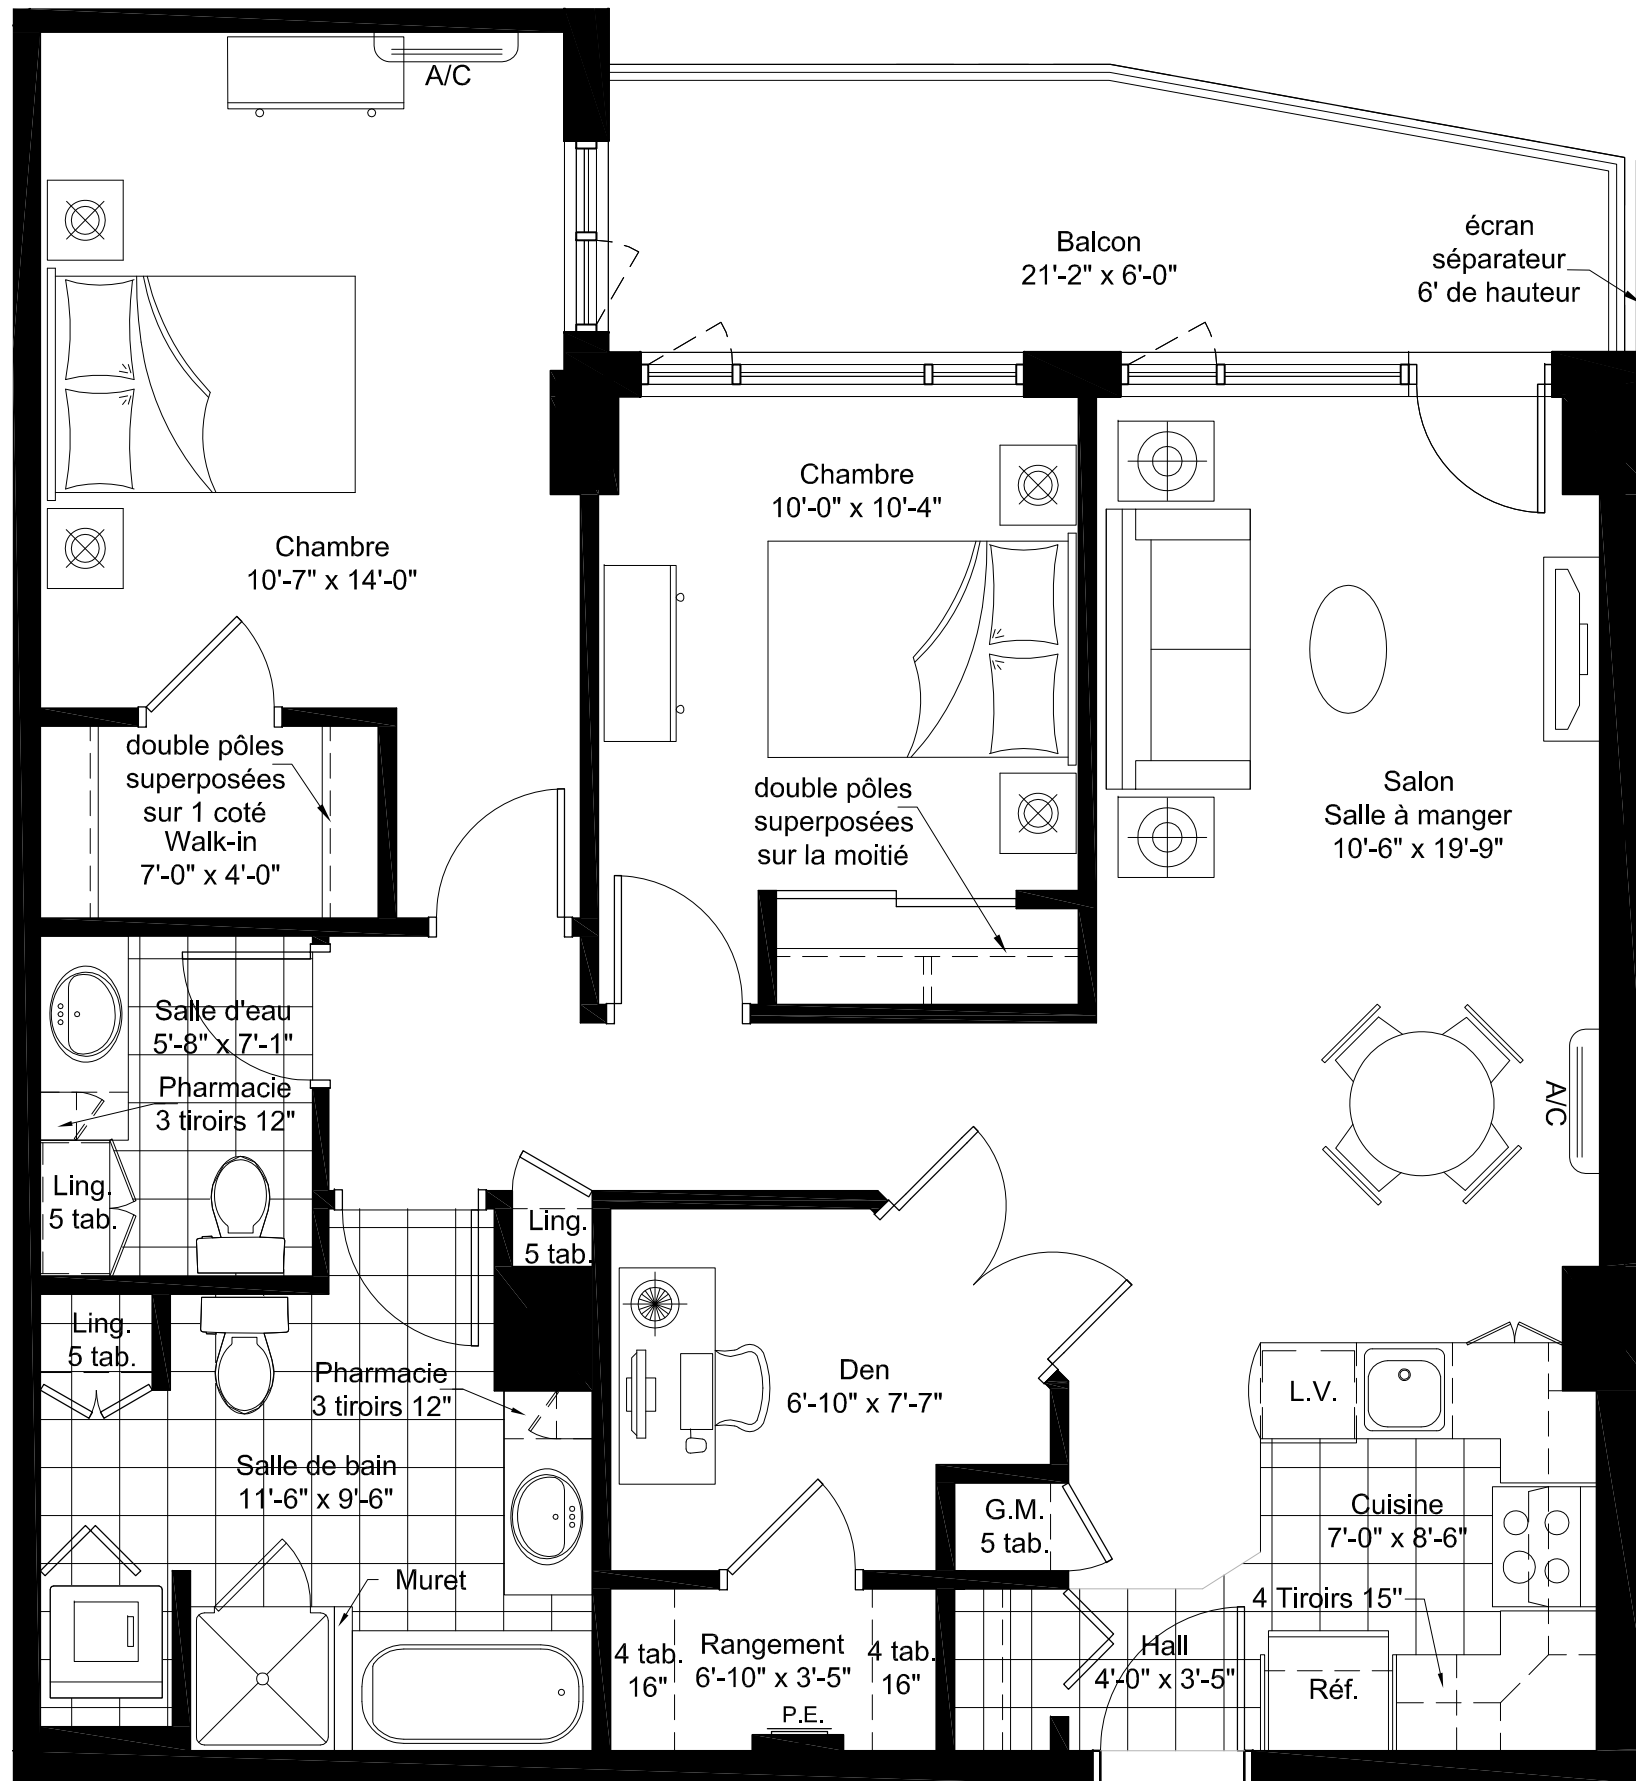 A/C
Balcon
21'-2" x 6'-0"
écran
séparateur
6' de hauteur
Chambre
10'-7" x 14'-0"
Chambre
10'-0" x 10'-4"
double pôles
superposées
sur 1 coté
Walk-in
7'-0" x 4'-0"
double pôles
superposées
sur la moitié
Salon
Salle à manger
10'-6" x 19'-9"
Salle d'eau
5'-8" x 7'-1"
Pharmacie
3 tiroirs 12"
Ling.
5 tab.
Ling.
5 tab.
A/C
Ling.
5 tab.
Pharmacie
3 tiroirs 12"
Salle de bain
11'-6" x 9'-6"
Muret
Den
6'-10" x 7'-7"
L.V.
G.M.
5 tab.
Cuisine
7'-0" x 8'-6"
4 Tiroirs 15"
4 tab.
16"
Rangement
6'-10" x 3'-5"
P.E.
4 tab.
16"
Hall
4'-0" x 3'-5"
Réf.